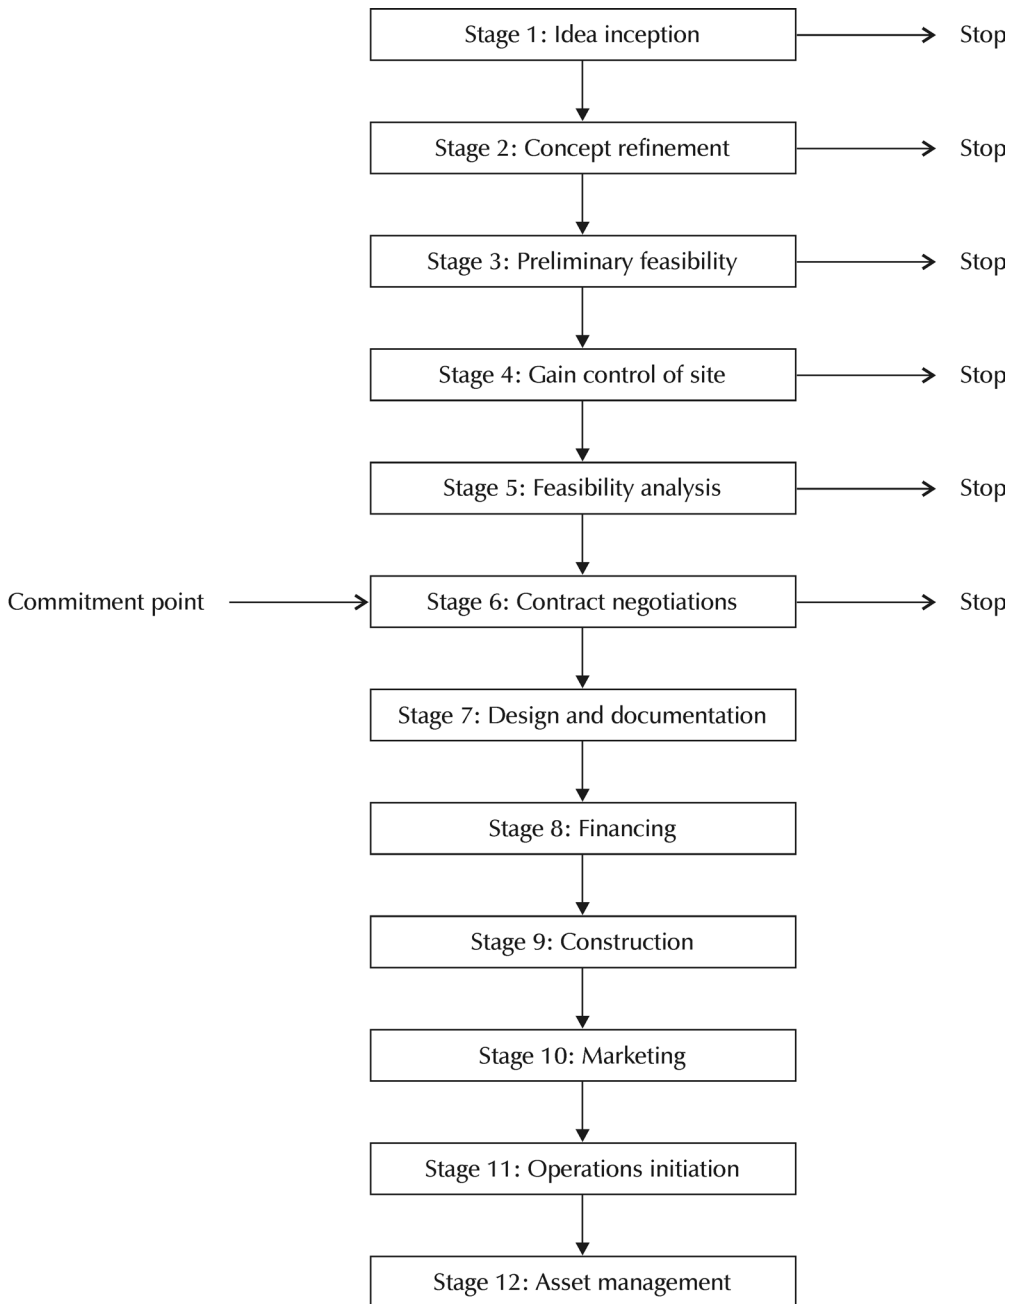 Stage 1: Idea inception
Stop
Stage 2: Concept refinement
Stop
Stage 3: Preliminary feasibility
Stop
Stage 4: Gain control of site
Stop
Stage 5: Feasibility analysis
Stop
Commitment point
Stage 6: Contract negotiations
Stop
Stage 7: Design and documentation
Stage 8: Financing
Stage 9: Construction
Stage 10: Marketing
Stage 11: Operations initiation
Stage 12: Asset management